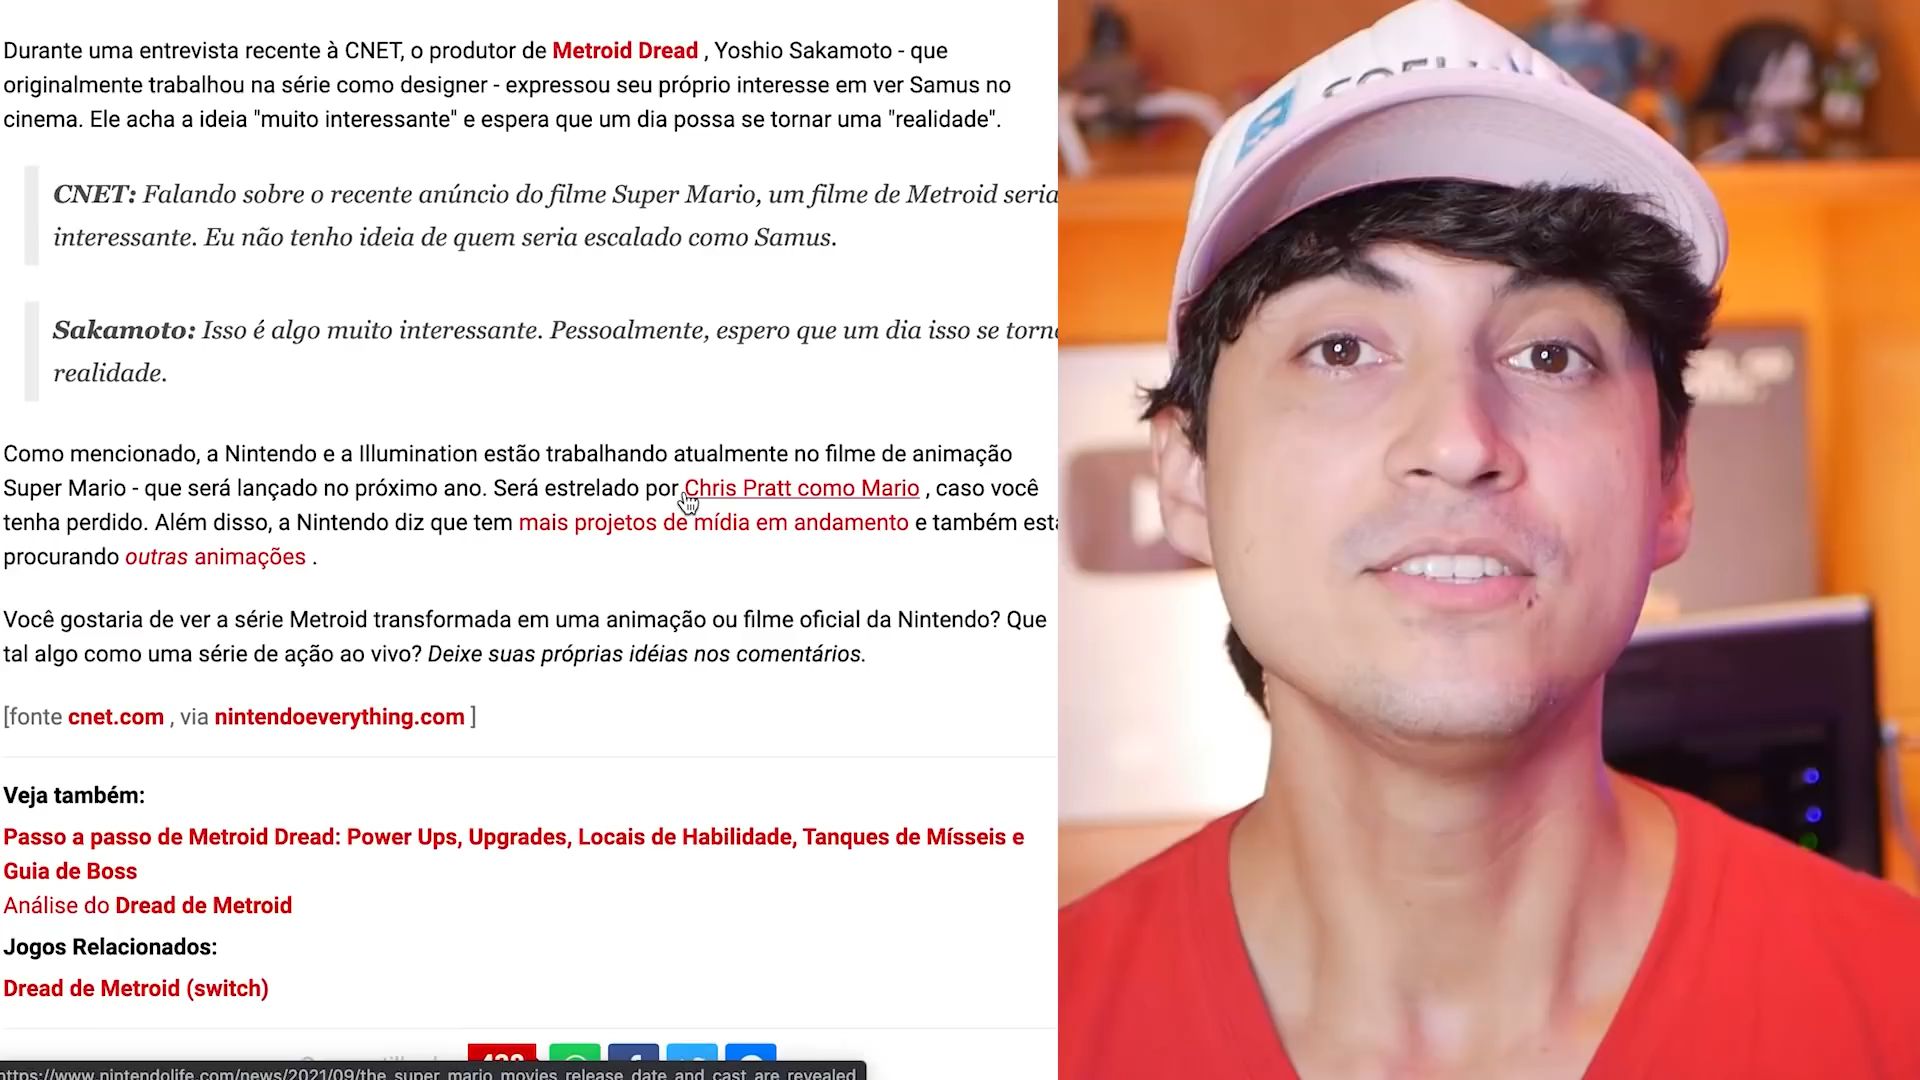 Durante uma entrevista recente à CNET, o produtor de Metroid Dread , Yoshio Sakamoto - que
originalmente trabalhou na série como designer - expressou seu próprio interesse em ver Samus no
cinema. Ele acha a ideia "muito interessante" e espera que um dia possa se tornar uma "realidade".
CNET: Falando sobre o recente anúncio do filme Super Mario, um filme de Metroid seria
interessante. Eu não tenho ideia de quem seria escalado como Samus.
Sakamoto: Isso é algo muito interessante. Pessoalmente, espero que um dia isso se torne
realidade.
Como mencionado, a Nintendo e a Illumination estão trabalhando atualmente no filme de animação
Super Mario - que será lançado no próximo ano. Será estrelado por Chris Pratt como Mario , caso você
tenha perdido. Além disso, a Nintendo diz que tem mais projetos de mídia em andamento e também está
procurando outras animações .
Você gostaria de ver a série Metroid transformada em uma animação ou filme oficial da Nintendo? Que
tal algo como uma série de ação ao vivo? Deixe suas próprias idéias nos comentários.
[fonte cnet.com , via nintendoeverything.com ]
Veja também:
Passo a passo de Metroid Dread: Power Ups, Upgrades, Locais de Habilidade, Tanques de Mísseis e
Guia de Boss
Análise do Dread de Metroid
Jogos Relacionados:
Dread de Metroid (switch)
https://www.nintendolife.com/news/2021/09/the_super_mario_movies_release_date_and_cast_are_revealed